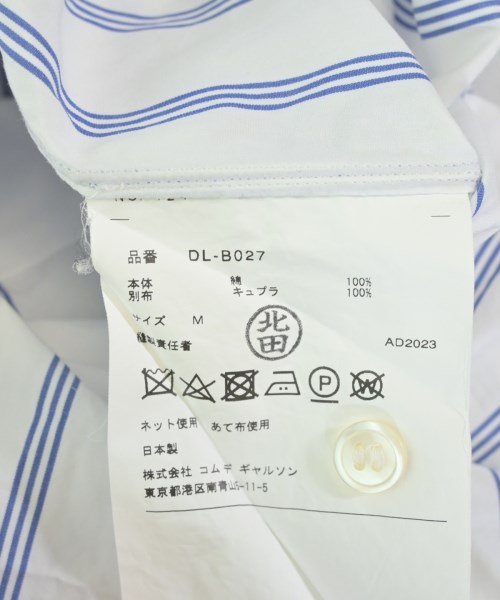 品番 DL-B027
本体 綿 100%
別布 キュプラ 100%
サイズ M
北田
責任者 AD2023
P W
ネット使用 あて布使用
日本製
株式会社 コムデ ギャルソン
東京都港区南青山5-11-5